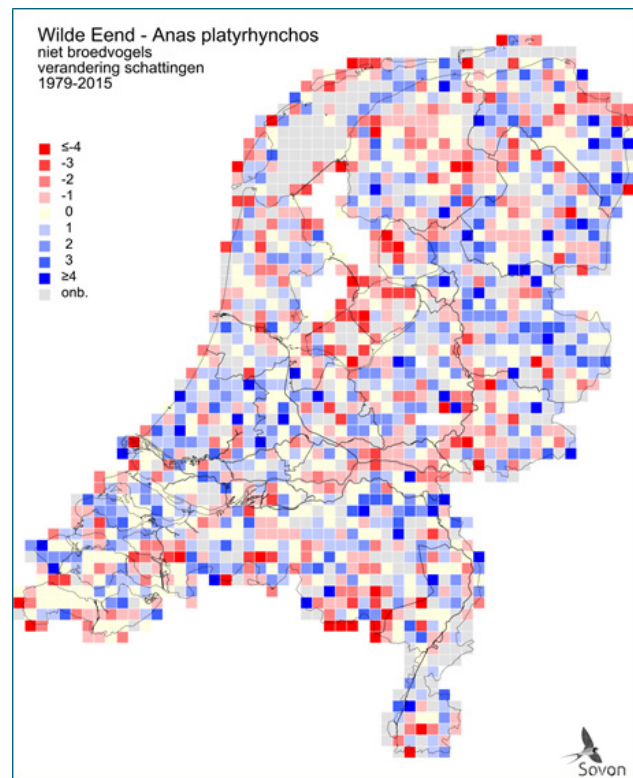 Wilde Eend - Anas platyrhynchos
niet broedvogels
verandering schattingen
1979-2015
≤-4
-3
-2
-1
0
1
2
3
≥4
onb.
Sovon